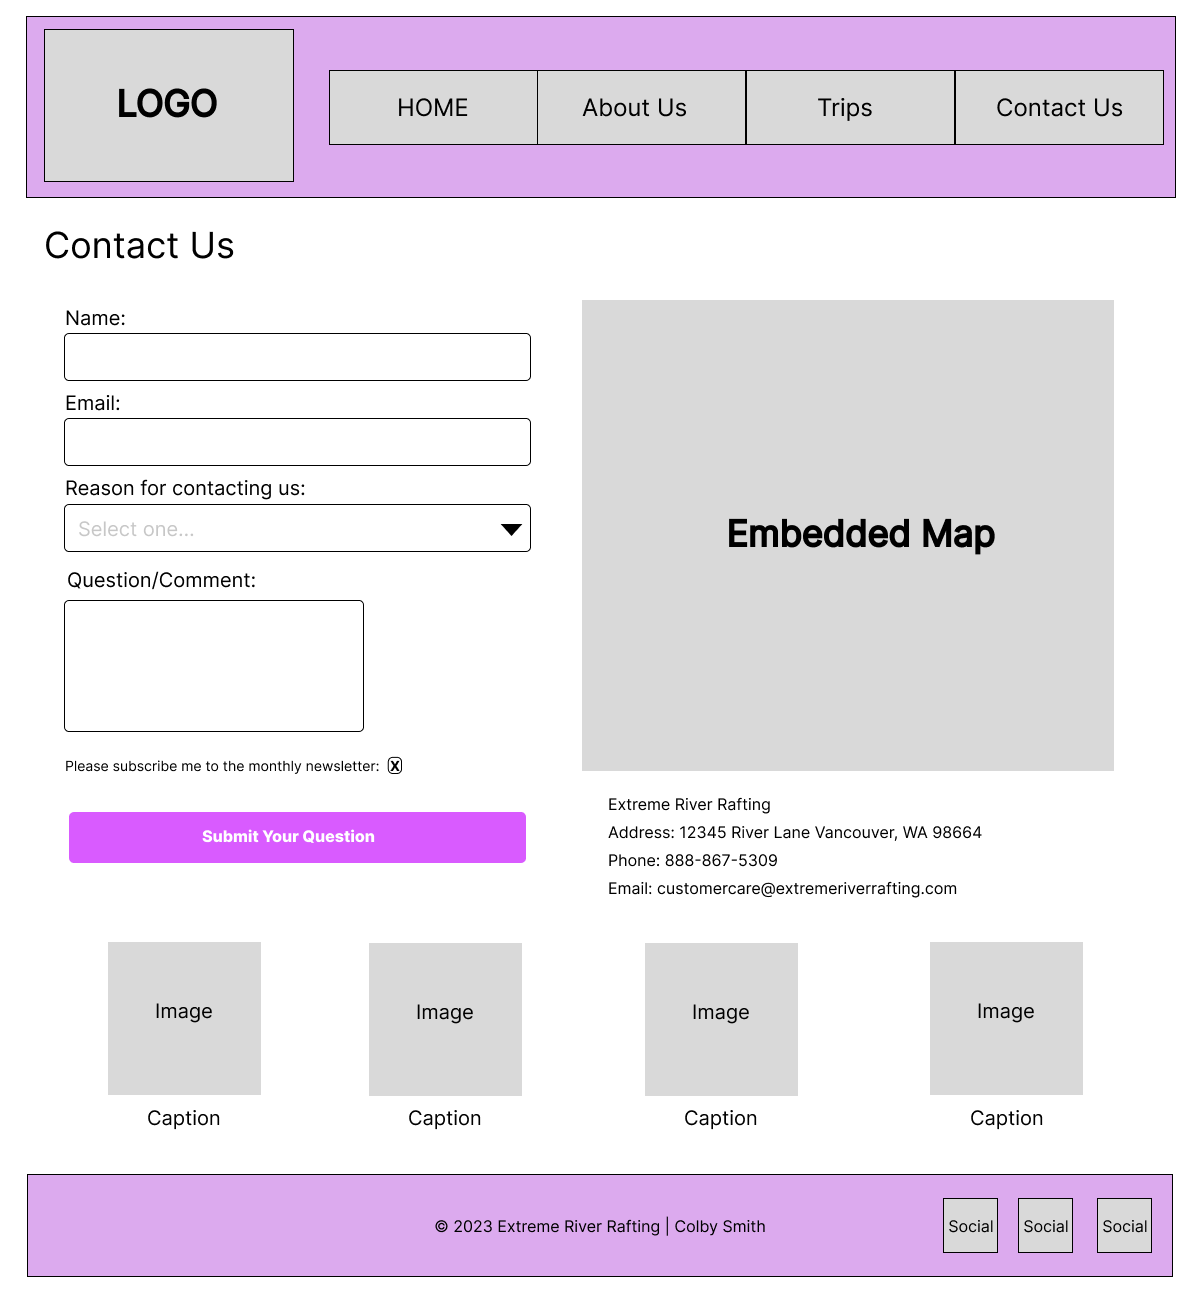 LOGO
HOME
About Us
Trips
Contact Us
Contact Us
Name:
Email:
Reason for contacting us:
Select one...
Question/Comment:
Please subscribe me to the monthly newsletter: X
Submit Your Question
Embedded Map
Extreme River Rafting
Address: 12345 River Lane Vancouver, WA 98664
Phone: 888-867-5309
Email: customercare@extremeriverrafting.com
Image
Image
Image
Image
Caption
Caption
Caption
Caption
© 2023 Extreme River Rafting | Colby Smith
Social
Social
Social